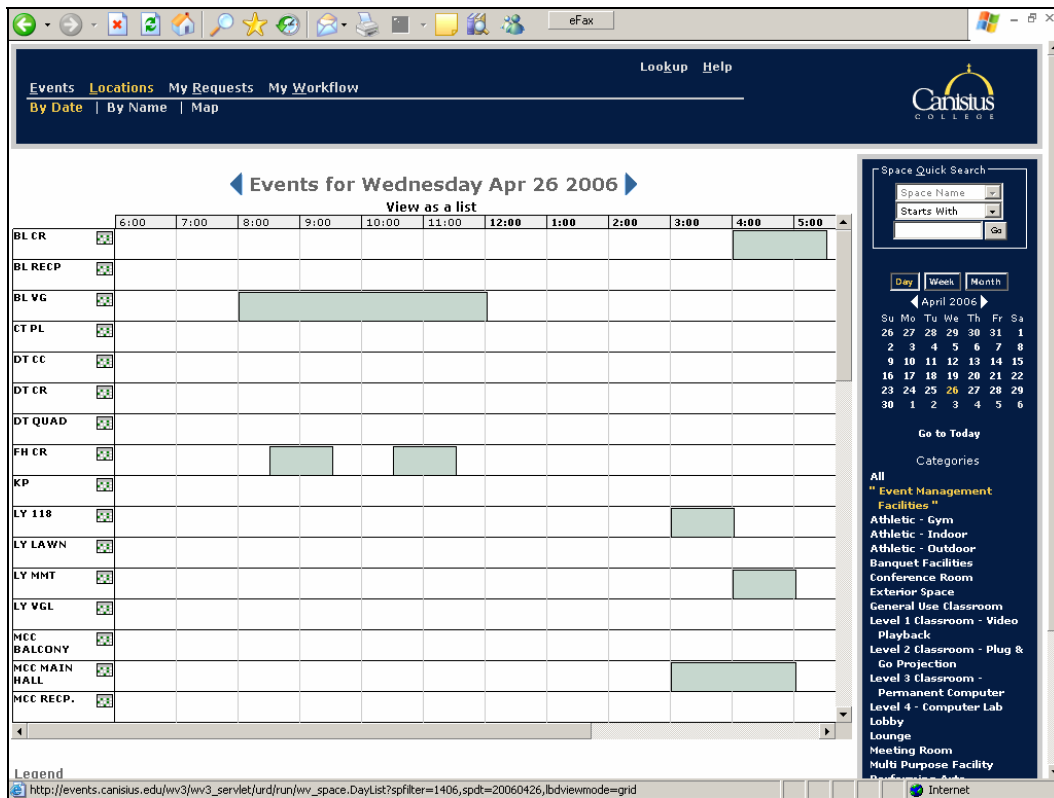 eFax
Lookup Help
Events Locations My Requests My Workflow
By Date | By Name | Map
Canisius
COLLEGE
Events for Wednesday Apr 26 2006
View as a list
6:00 7:00 8:00 9:00 10:00 11:00 12:00 1:00 2:00 3:00 4:00 5:00
BL CR
BL RECP
BL VG
CT PL
DT CC
DT CR
DT QUAD
FH CR
KP
LY 118
LY LAWN
LY MMT
LY VGL
MCC
BALCONY
MCC MAIN
HALL
MCC RECP.
Legend
Space Quick Search
Space Name
Starts With
Go
Day Week Month
April 2006
Su Mo Tu We Th Fr Sa
26 27 28 29 30 31 1
2 3 4 5 6 7 8
9 10 11 12 13 14 15
16 17 18 19 20 21 22
23 24 25 26 27 28 29
30 1 2 3 4 5 6
Go to Today
Categories
All
" Event Management
Facilities "
Athletic - Gym
Athletic - Indoor
Athletic - Outdoor
Banquet Facilities
Conference Room
Exterior Space
General Use Classroom
Level 1 Classroom - Video
Playback
Level 2 Classroom - Plug &
Go Projection
Level 3 Classroom -
Permanent Computer
Level 4 - Computer Lab
Lobby
Lounge
Meeting Room
Multi Purpose Facility
Performing Arts
http://events.canisius.edu/wv3/wv3_servlet/urd/run/wv_space.DayList?spfilter=1406,spdt=20060426,lbdviewmode=grid
Internet